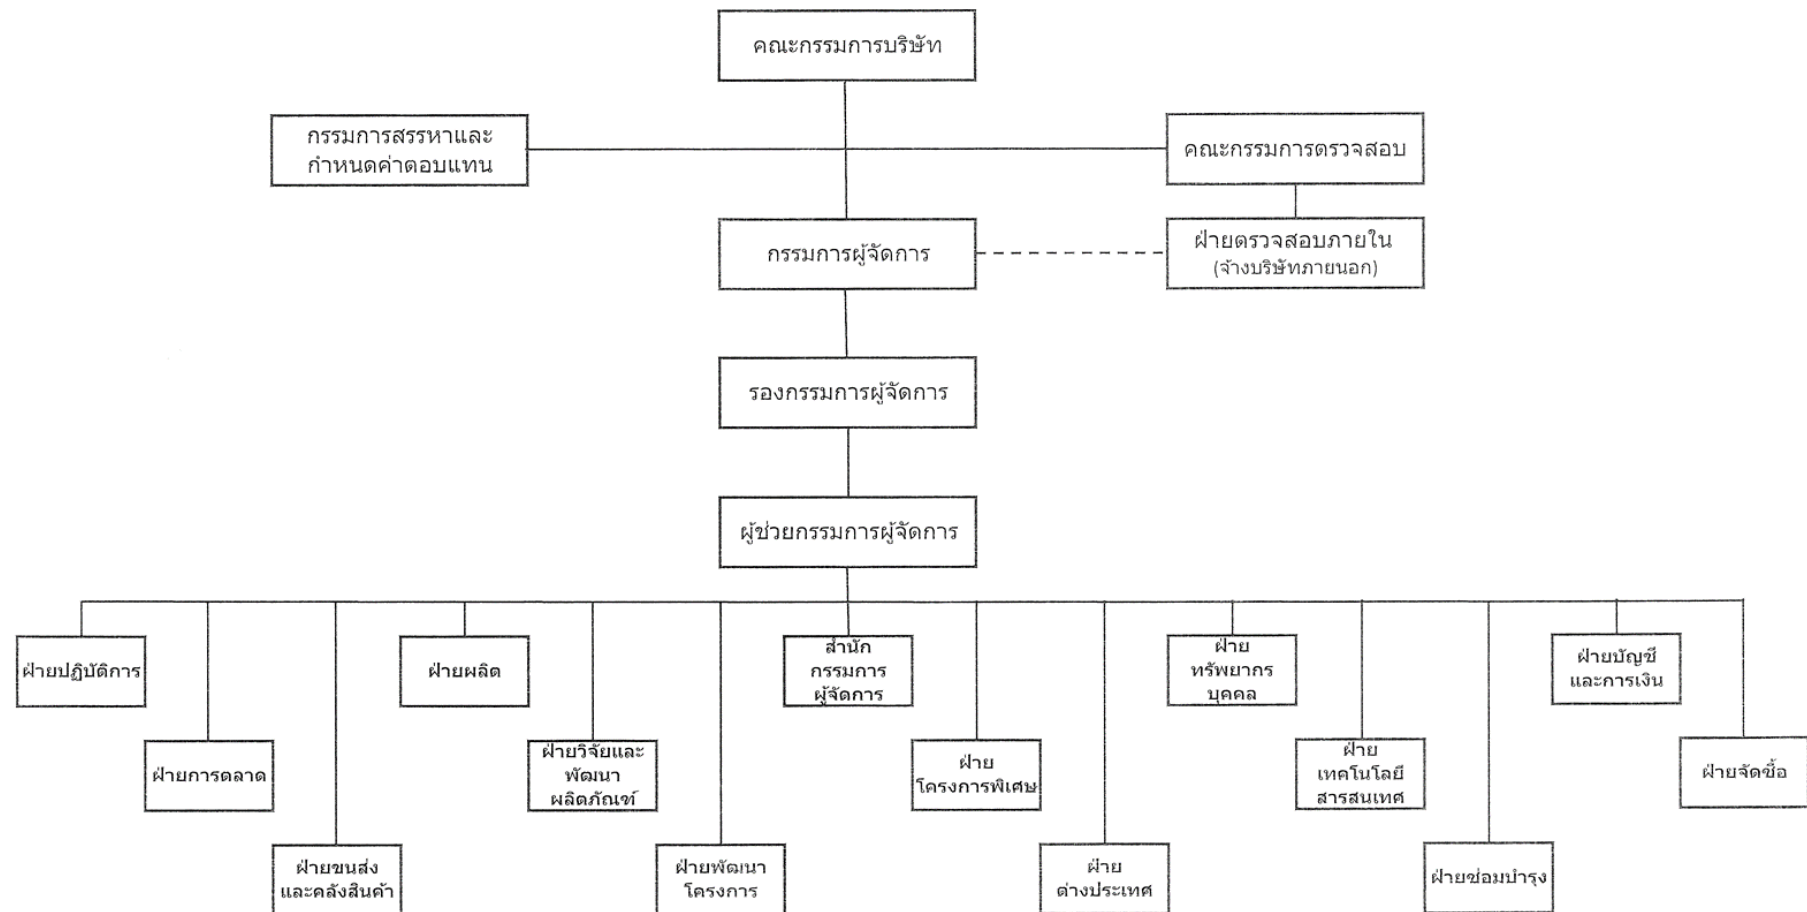 คณะกรรมการบริษัท
กรรมการสรรหาและ
กำหนดค่าตอบแทน
คณะกรรมการตรวจสอบ
กรรมการผู้จัดการ
ฝ่ายตรวจสอบภายใน
(จ้างบริษัทภายนอก)
รองกรรมการผู้จัดการ
ผู้ช่วยกรรมการผู้จัดการ
ฝ่ายปฏิบัติการ
ฝ่ายการตลาด
ฝ่ายขนส่ง
และคลังสินค้า
ฝ่ายผลิต
ฝ่ายวิจัยและ
พัฒนา
ผลิตภัณฑ์
ฝ่ายพัฒนา
โครงการ
สำนัก
กรรมการ
ผู้จัดการ
ฝ่าย
โครงการพิเศษ
ฝ่าย
ต่างประเทศ
ฝ่าย
ทรัพยากร
บุคคล
ฝ่าย
เทคโนโลยี
สารสนเทศ
ฝ่ายซ่อมบำรุง
ฝ่ายบัญชี
และการเงิน
ฝ่ายจัดซื้อ